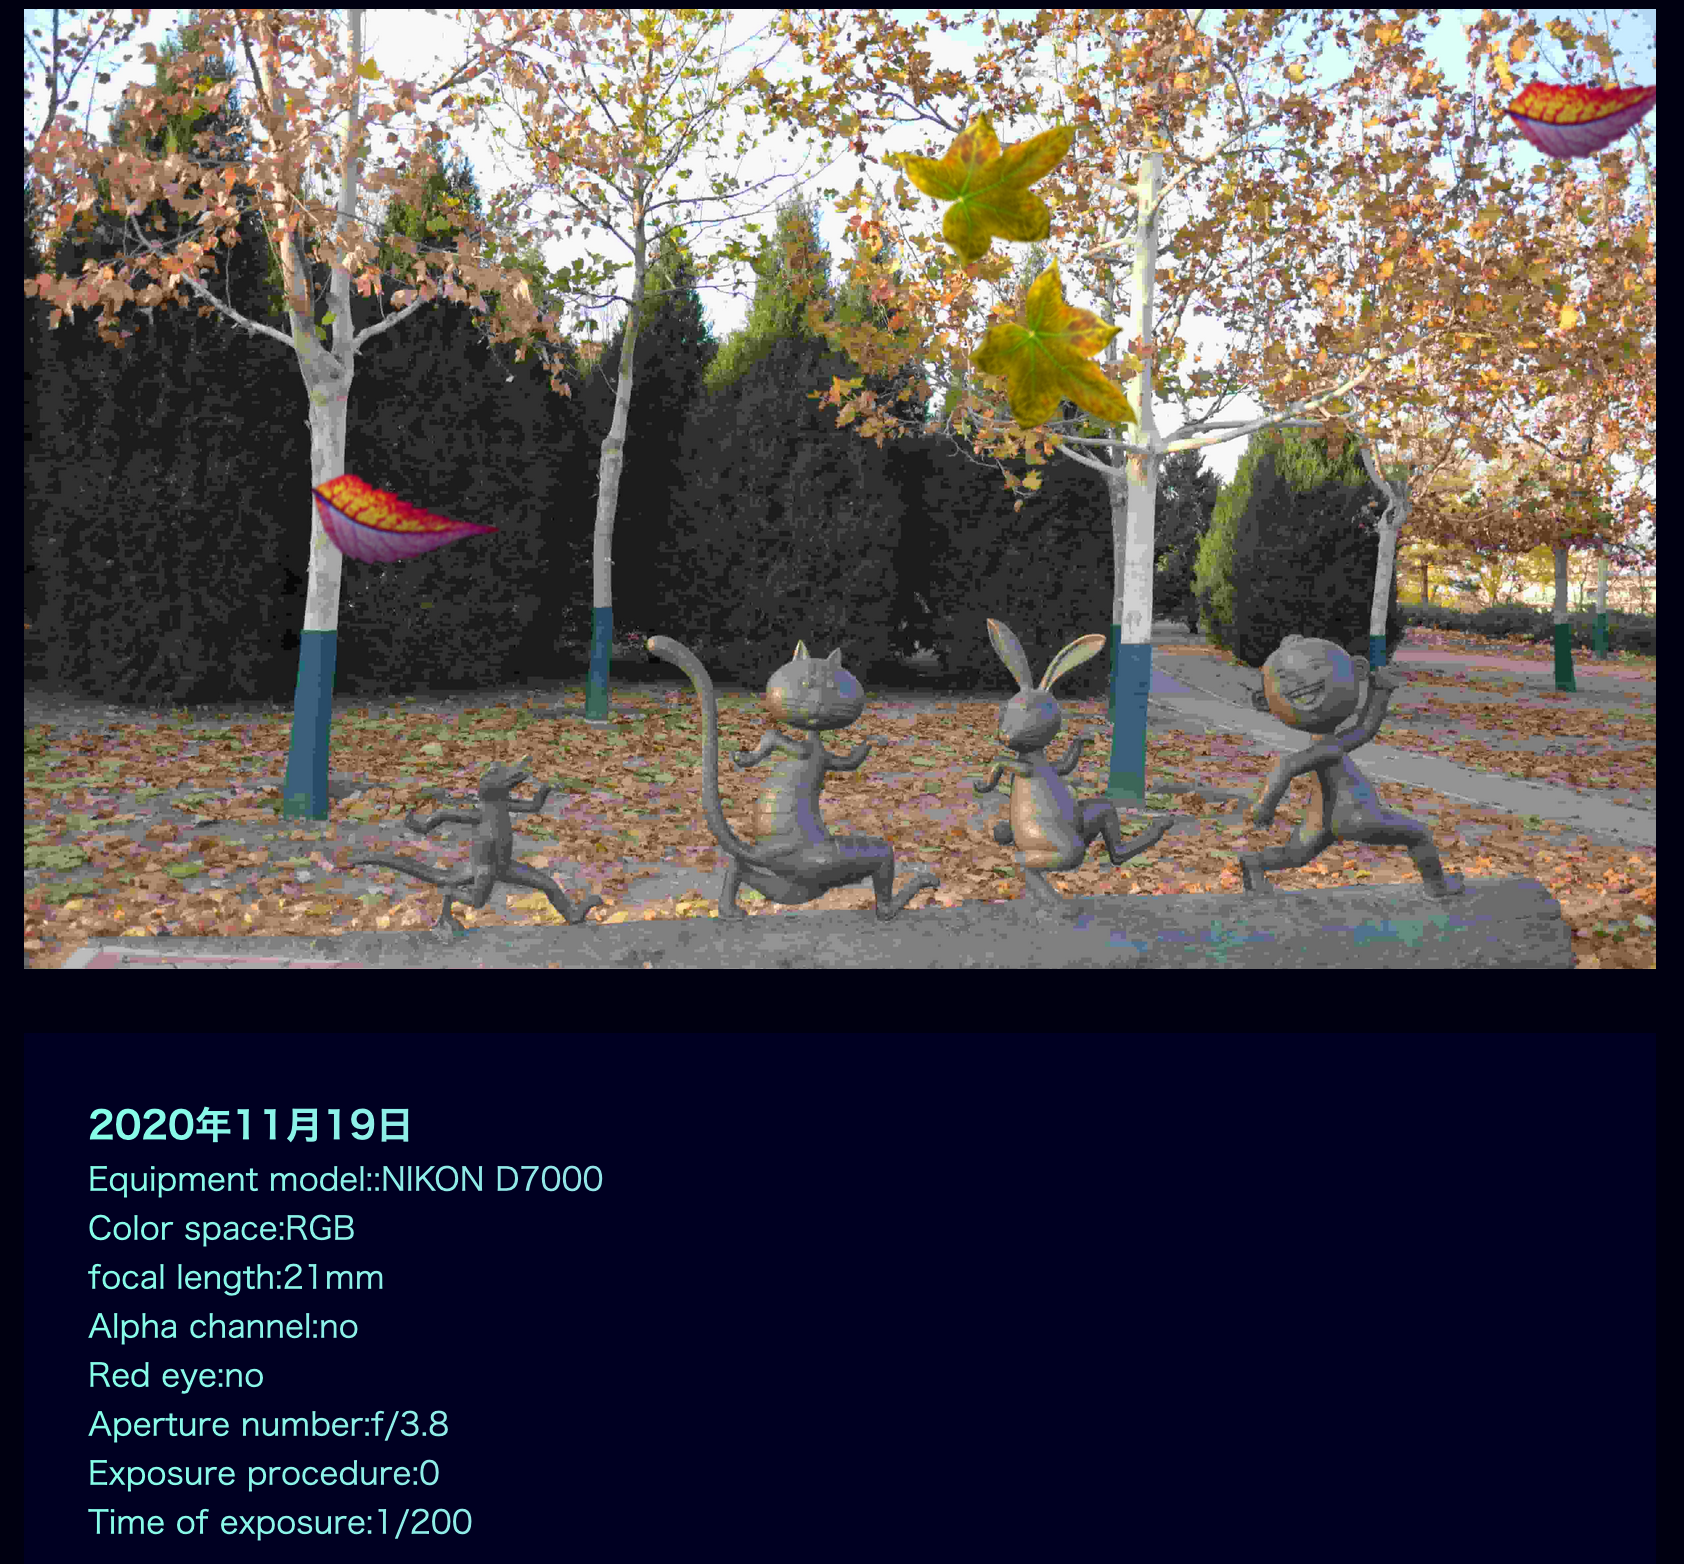 2020年11月19日
Equipment model::NIKON D7000
Color space:RGB
focal length:21mm
Alpha channel:no
Red eye:no
Aperture number:f/3.8
Exposure procedure:0
Time of exposure:1/200